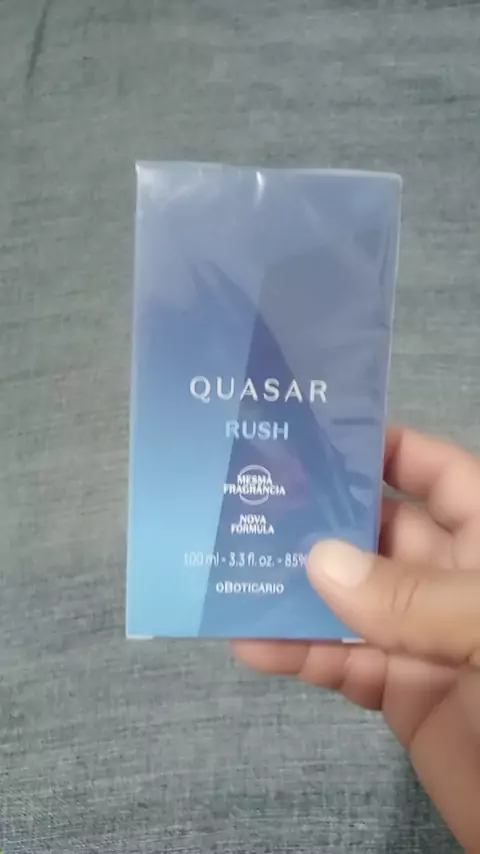 QUASAR
RUSH
MESMA
FRAGRÂNCIA
NOVA
FÓRMULA
100 ml - 3.3 fl. oz. - 85%
oBOTICÁRIO